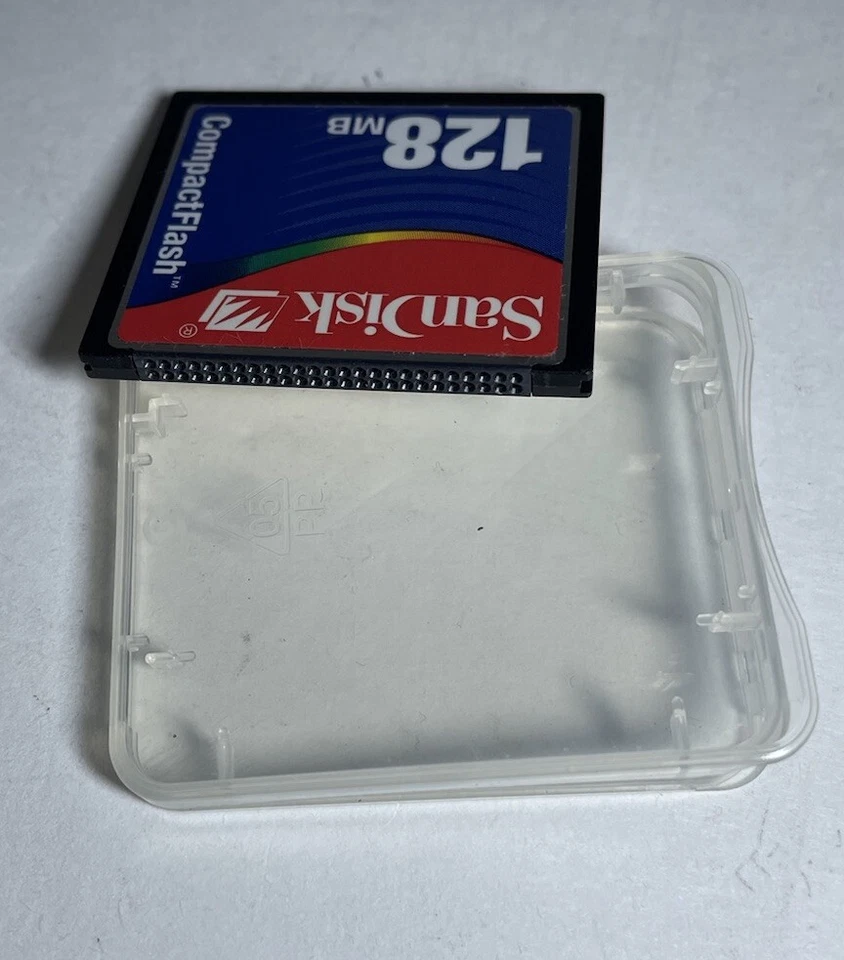 SanDisk®
128MB
CompactFlash™
05
PP